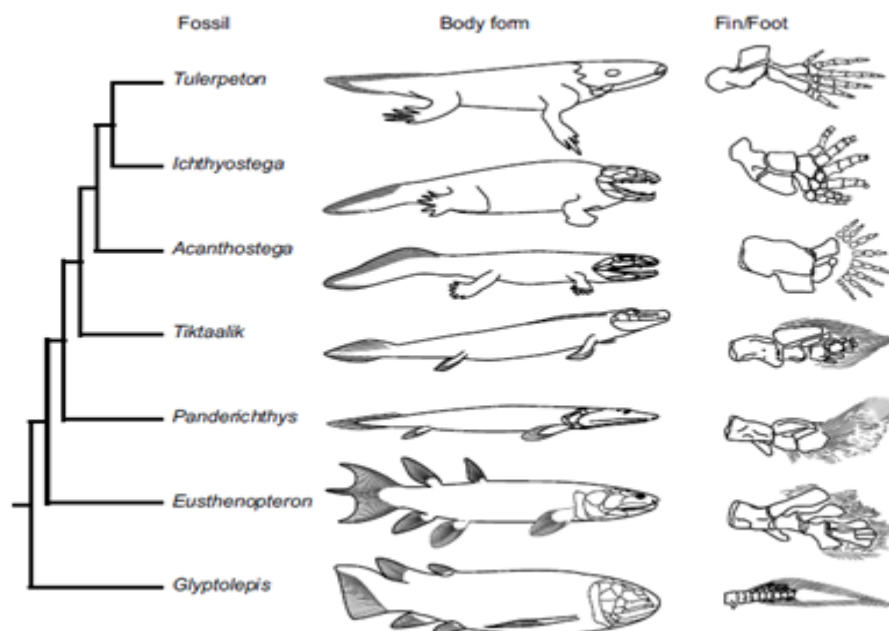 Fossil Body form Fin/Foot
Tulerpeton
Ichthyostega
Acanthostega
Tiktaalik
Panderichthys
Eusthenopteron
Glyptolepis